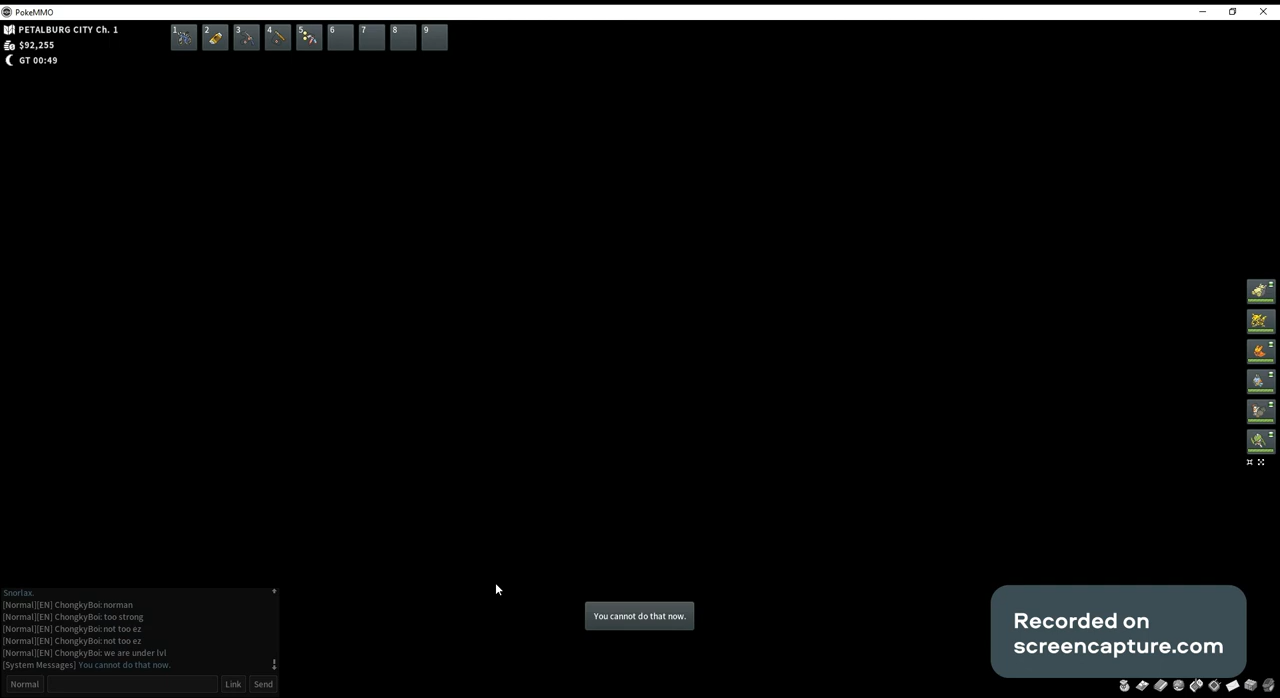 PokeMMO
PETALBURG CITY Ch. 1
$92,255
GT 00:49
1 2 3 4 5 6 7 8 9
Snorlax.
[Normal][EN] ChongkyBoi: norman
[Normal][EN] ChongkyBoi: too strong
[Normal][EN] ChongkyBoi: not too ez
[Normal][EN] ChongkyBoi: not too ez
[Normal][EN] ChongkyBoi: we are under lvl
[System Messages] You cannot do that now.
Normal Link Send
You cannot do that now.
Recorded on
screencapture.com